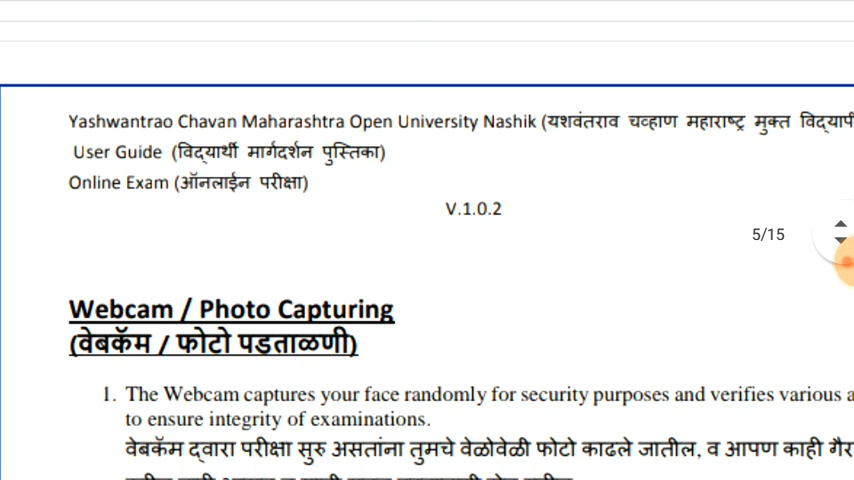 Yashwantrao Chavan Maharashtra Open University Nashik (यशवंतराव चव्हाण महाराष्ट्र मुक्त
User Guide (विद्यार्थी मार्गदर्शन पुस्तिका)
Online Exam (ऑनलाईन परीक्षा)
V.1.0.2
5/15
Webcam / Photo Capturing
(वेबकॅम / फोटो पडताळणी)
1. The Webcam captures your face randomly for security purposes and verifies various
to ensure integrity of examinations.
वेबकॅम द्वारा परीक्षा सुरु असतांना तुमचे वेळोवेळी फोटो काढले जातील, व आपण काही